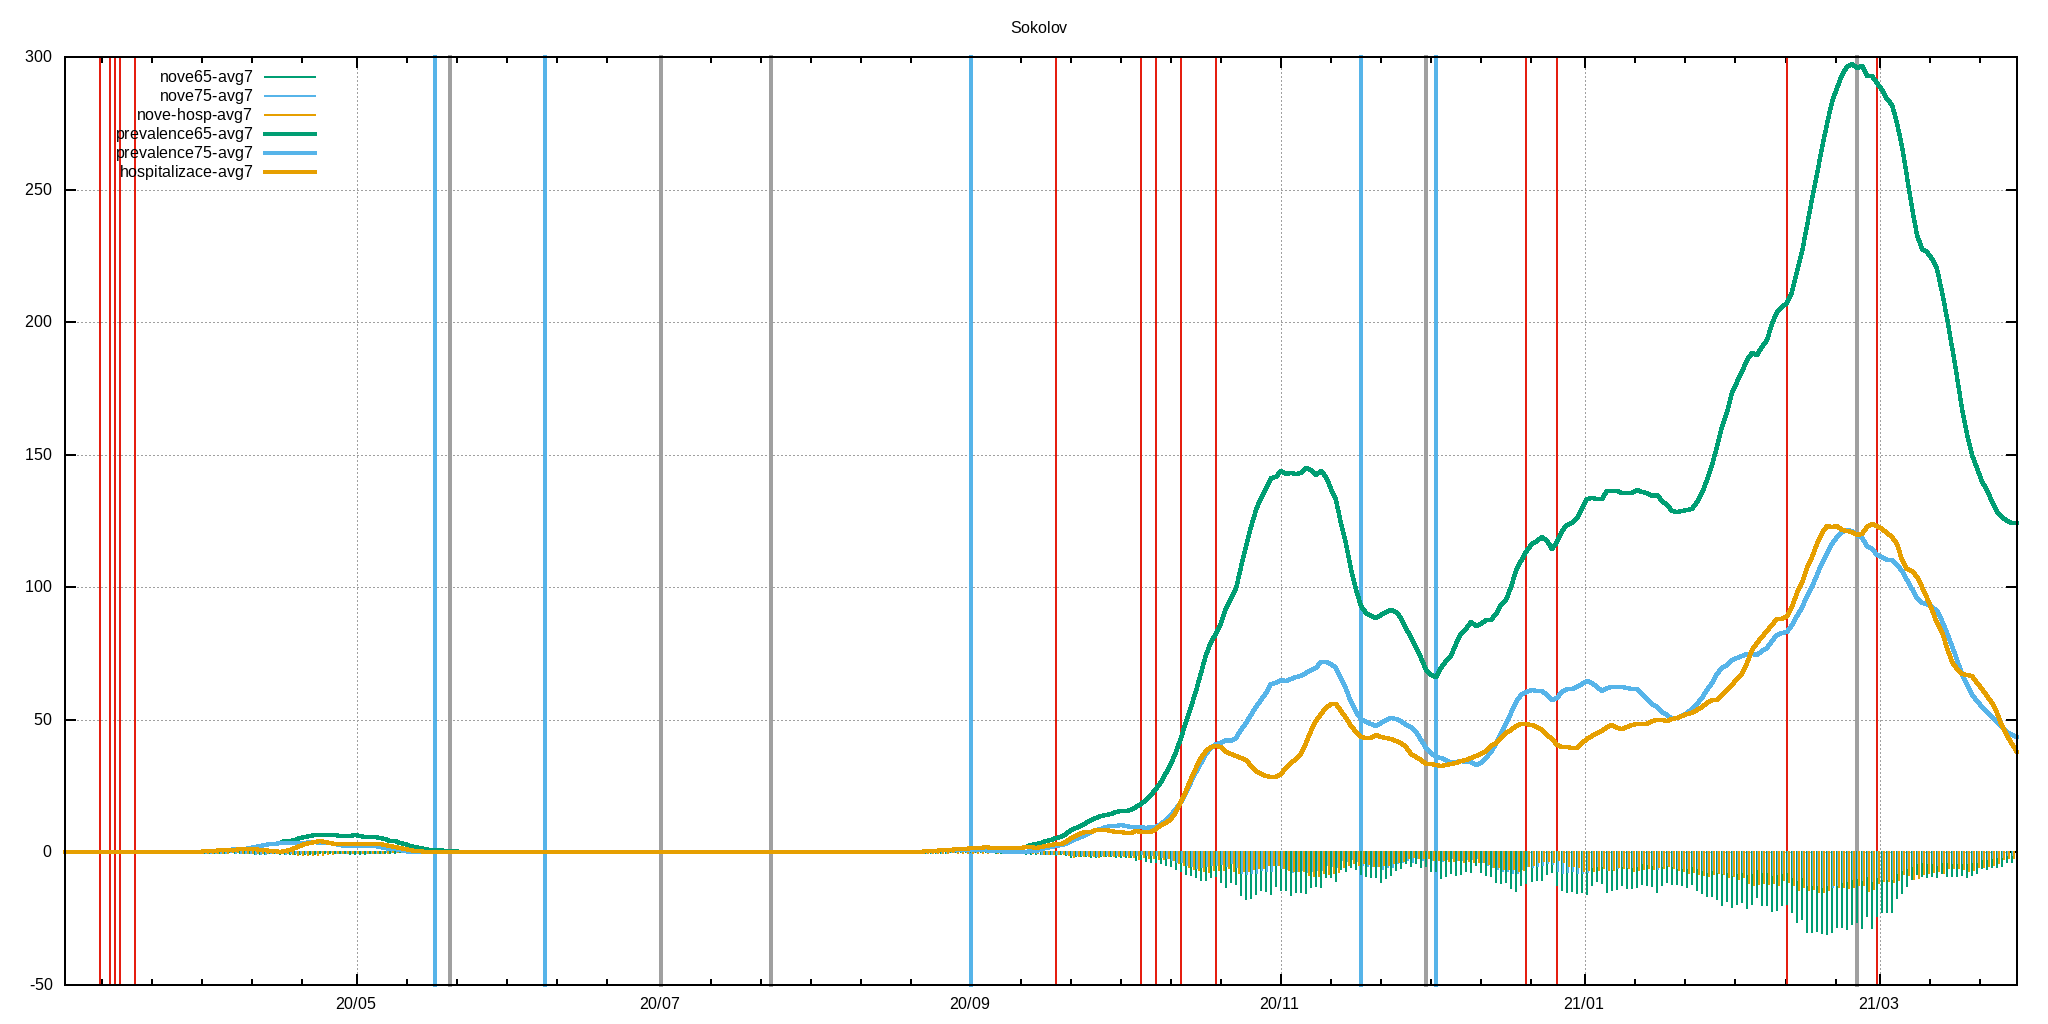 Sokolov
300
250
200
150
100
50
0
-50
nove65-avg7
nove75-avg7
nove-hosp-avg7
prevalence65-avg7
prevalence75-avg7
hospitalizace-avg7
20/05
20/07
20/09
20/11
21/01
21/03